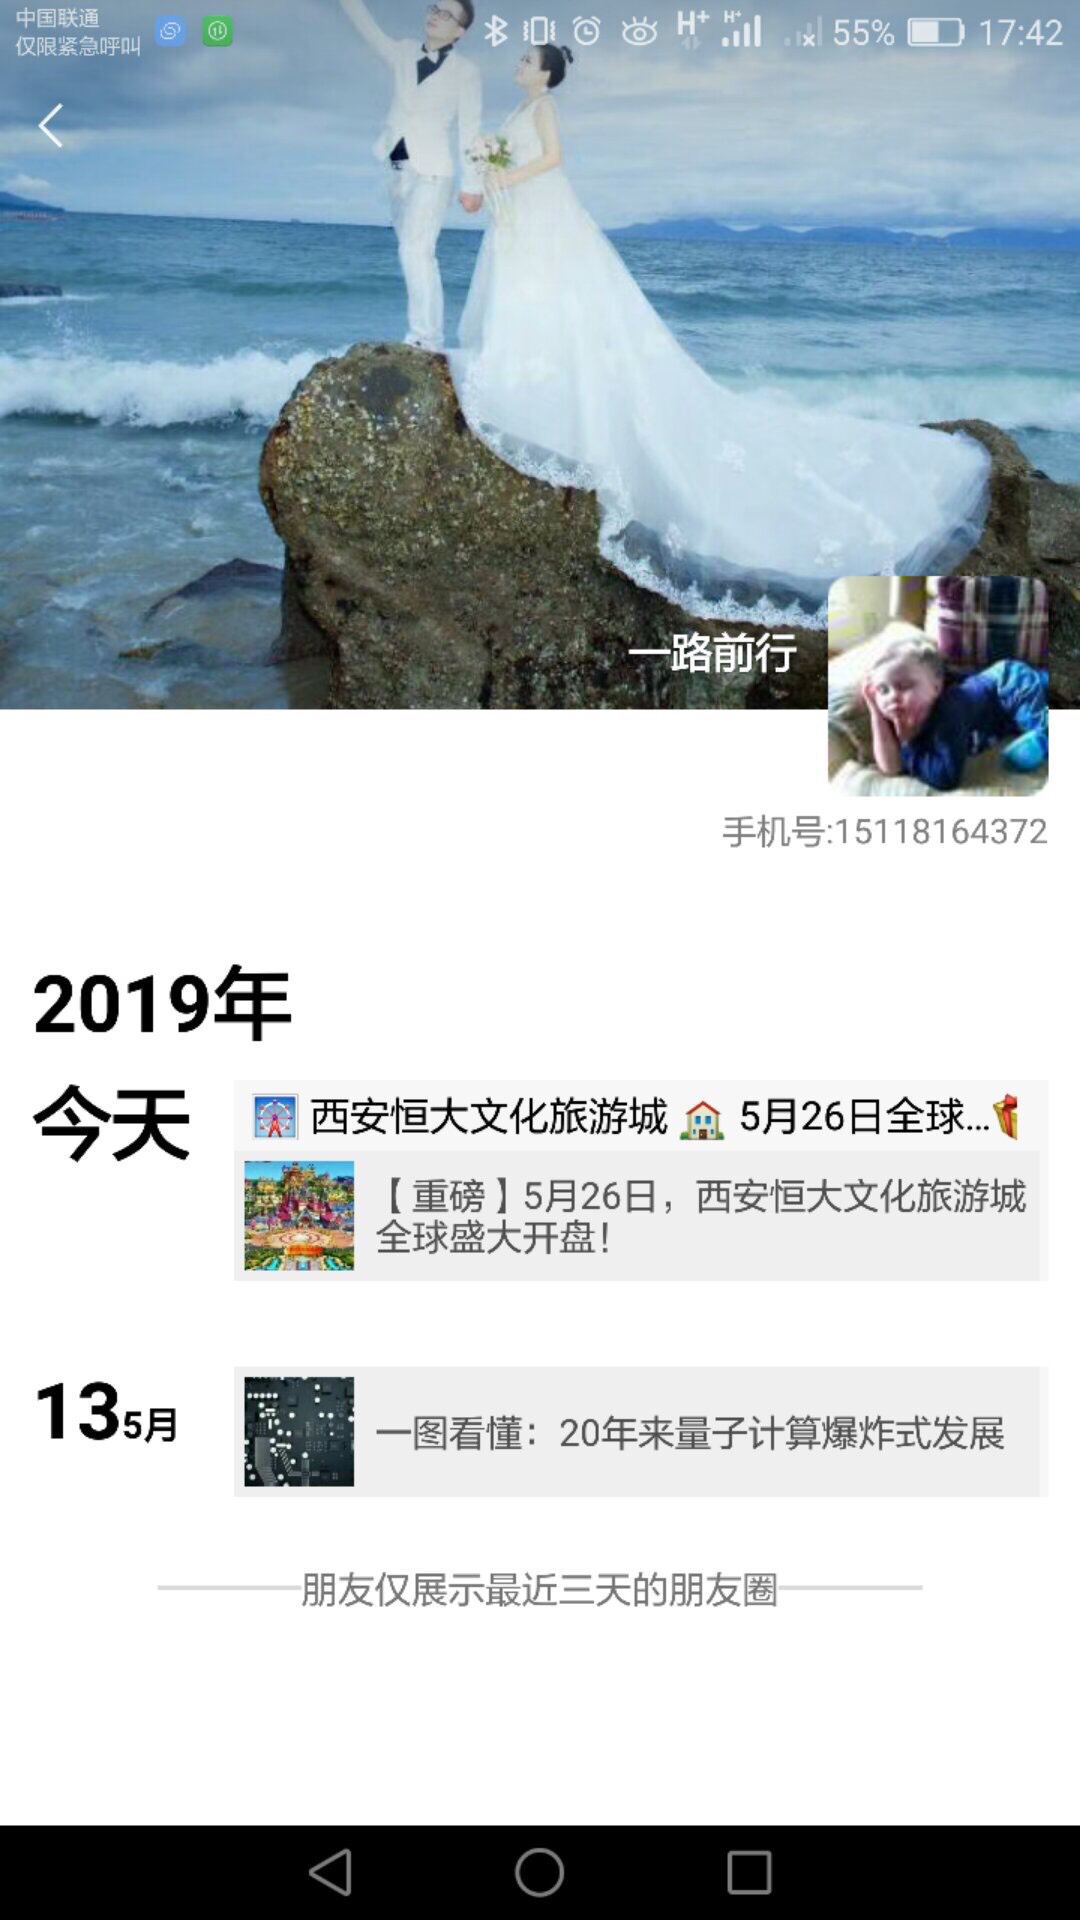 中国联通
仅限紧急呼叫
H+ H+ 55% 17:42
一路前行
手机号:15118164372
2019年
今天
西安恒大文化旅游城 5月26日全球...
【重磅】5月26日，西安恒大文化旅游城
全球盛大开盘！
13 5月
一图看懂：20年来量子计算爆炸式发展
朋友仅展示最近三天的朋友圈